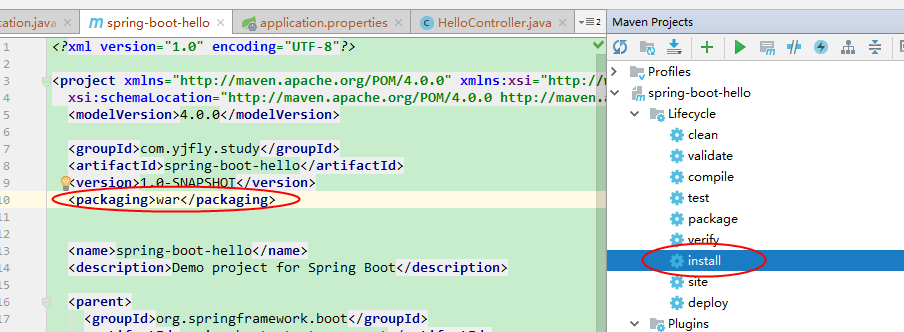 cation.java
spring-boot-hello
application.properties
HelloController.java
2
Maven Projects
1 <?xml version="1.0" encoding="UTF-8"?>
2
3 <project xmlns="http://maven.apache.org/POM/4.0.0" xmlns:xsi="http://w
4 xsi:schemaLocation="http://maven.apache.org/POM/4.0.0 http://maven.a
5 <modelVersion>4.0.0</modelVersion>
6
7 <groupId>com.yjfly.study</groupId>
8 <artifactId>spring-boot-hello</artifactId>
9 <version>1.0-SNAPSHOT</version>
10 <packaging>war</packaging>
11
12
13 <name>spring-boot-hello</name>
14 <description>Demo project for Spring Boot</description>
15
16 <parent>
17 <groupId>org.springframework.boot</groupId>
Profiles
spring-boot-hello
Lifecycle
clean
validate
compile
test
package
verify
install
site
deploy
Plugins